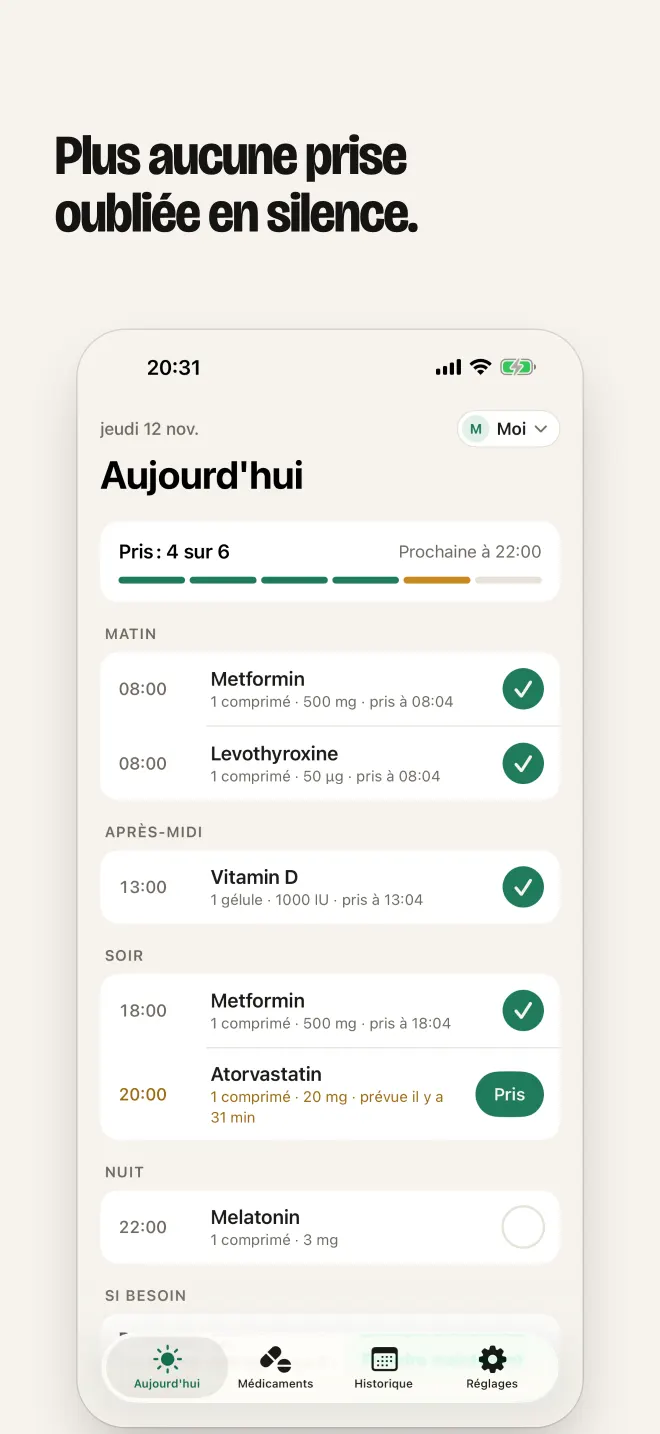 Plus aucune prise
oubliée en silence.
20:31
jeudi 12 nov.
M Moi
Aujourd'hui
Pris : 4 sur 6
Prochaine à 22:00
MATIN
08:00
Metformin
1 comprimé · 500 mg · pris à 08:04
08:00
Levothyroxine
1 comprimé · 50 µg · pris à 08:04
APRÈS-MIDI
13:00
Vitamin D
1 gélule · 1000 IU · pris à 13:04
SOIR
18:00
Metformin
1 comprimé · 500 mg · pris à 18:04
20:00
Atorvastatin
1 comprimé · 20 mg · prévue il y a
31 min
Pris
NUIT
22:00
Melatonin
1 comprimé · 3 mg
SI BESOIN
Aujourd'hui
Médicaments
Historique
Réglages